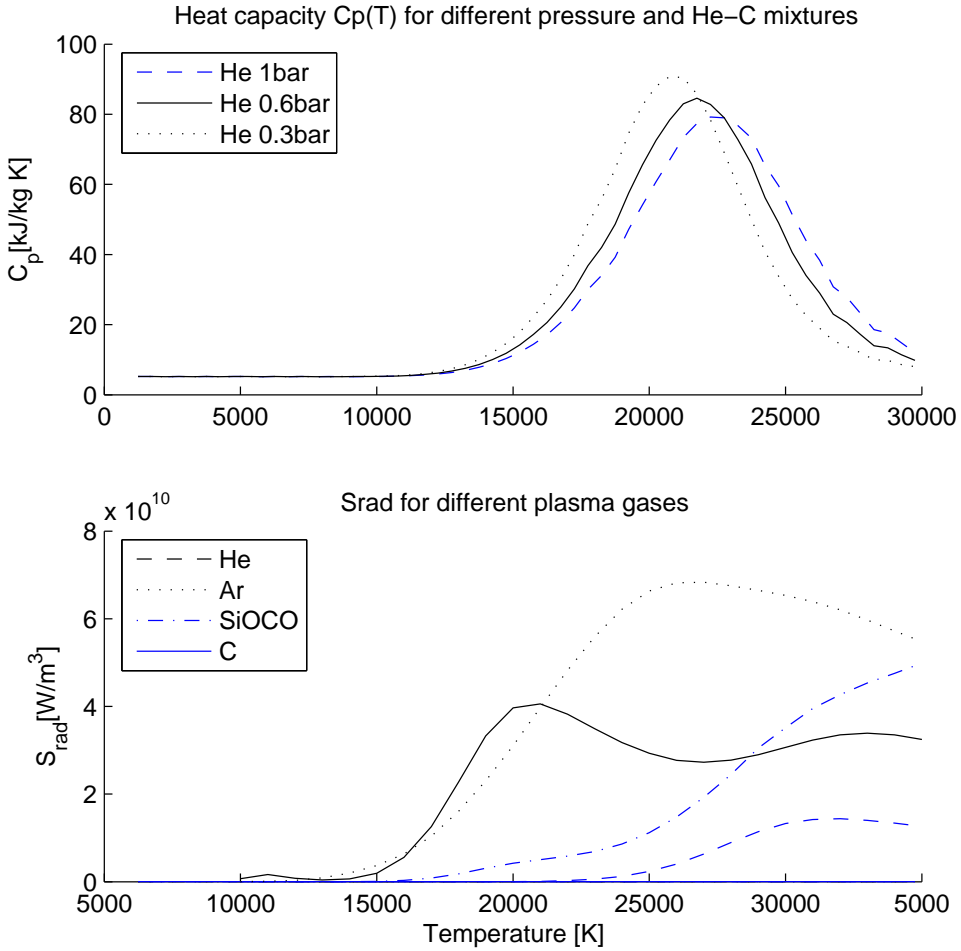 Heat capacity Cp(T) for different pressure and He−C mixtures
100
80
60
40
20
0
C_p[kJ/kg K]
He 1bar
He 0.6bar
He 0.3bar
0 5000 10000 15000 20000 25000 30000
Srad for different plasma gases
x 10^10
8
6
4
2
0
S_rad[W/m^3]
He
Ar
SiOCO
C
5000 10000 15000 20000 25000 30000 5000
Temperature [K]